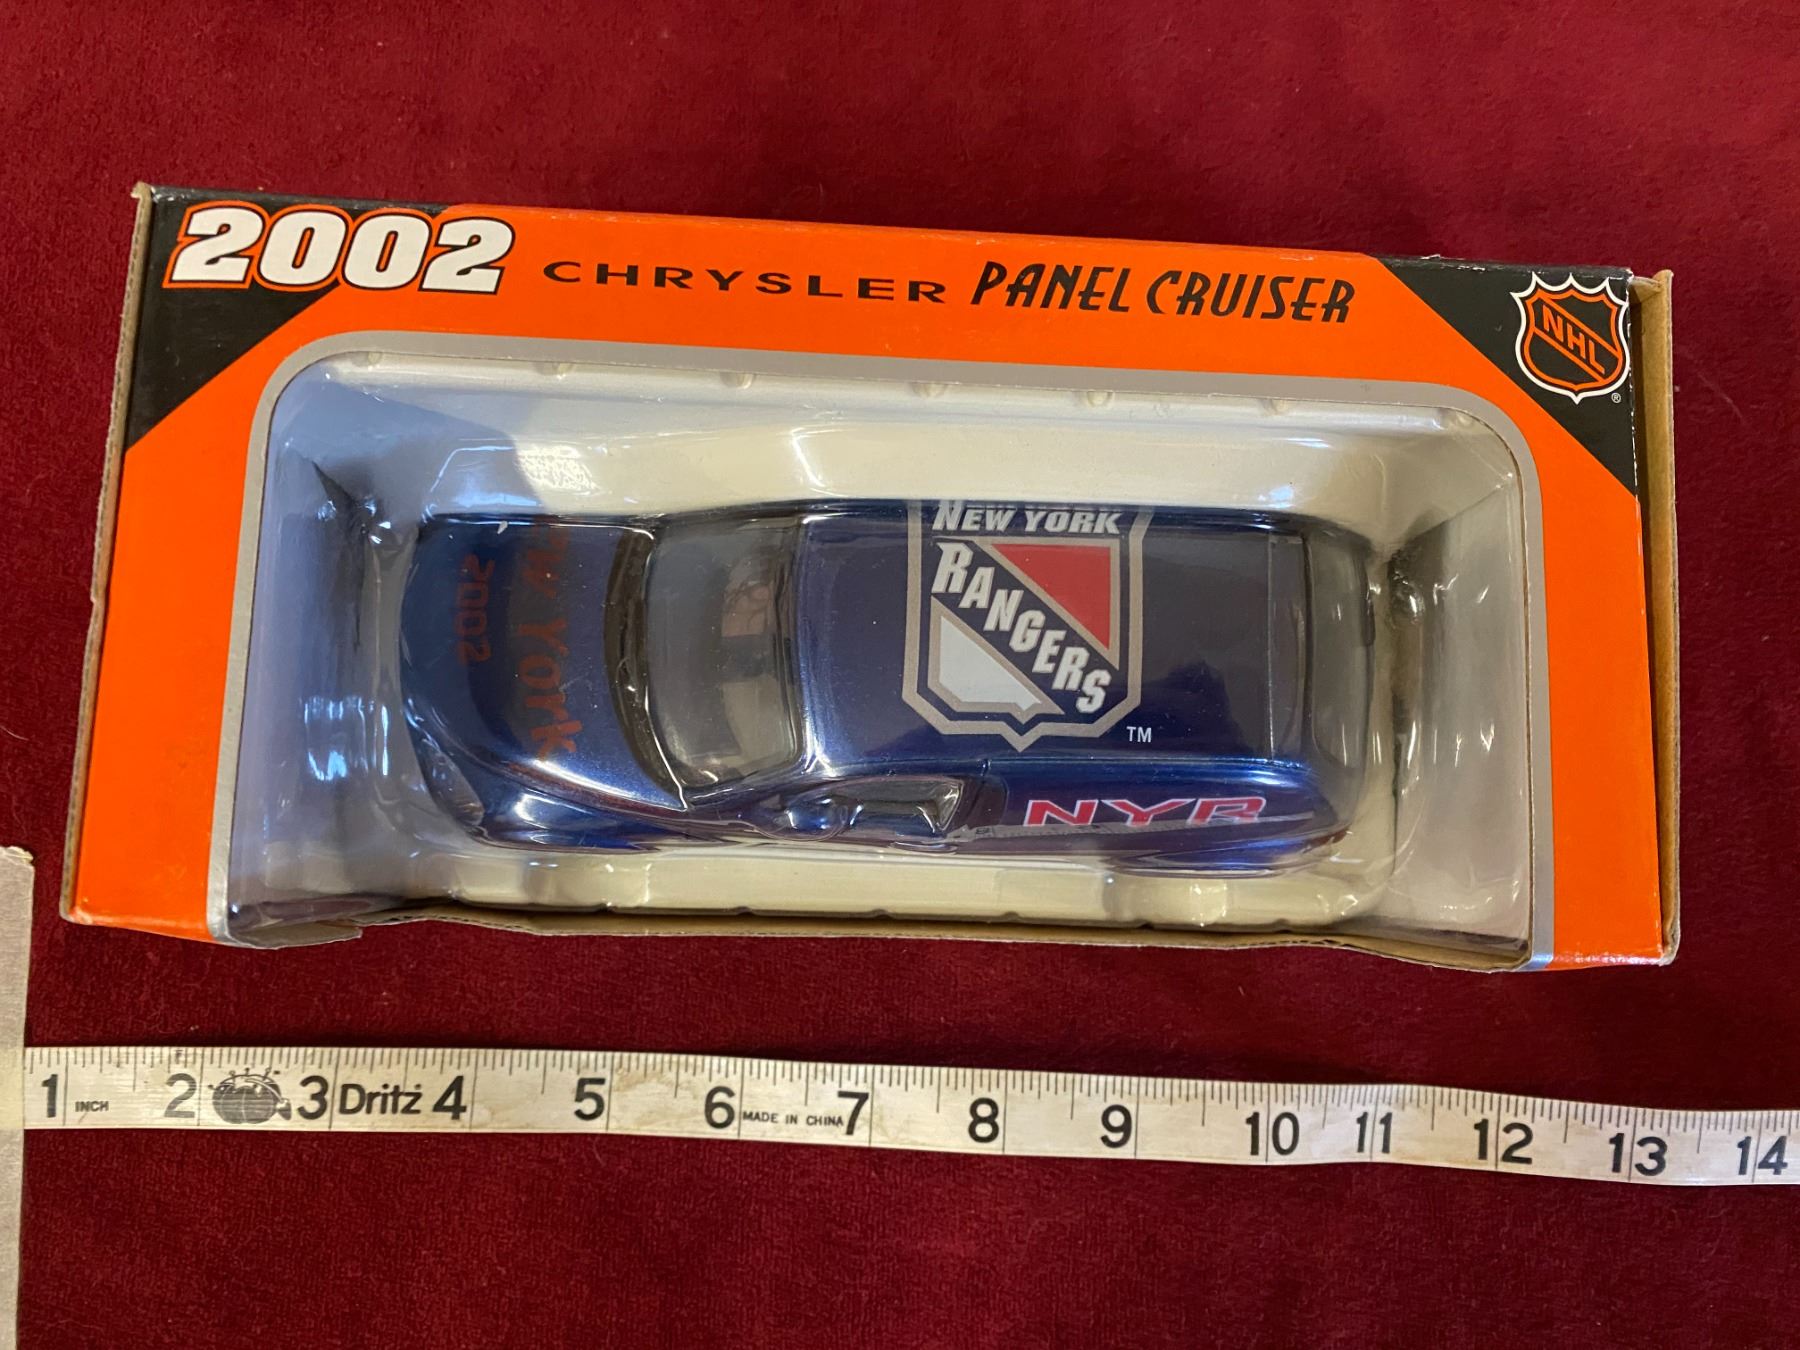 2002 CHRYSLER PANEL CRUISER
NHL
®
NEW YORK
RANGERS
TM
York
2002
NYR
1 INCH 2 3 Dritz 4 5 6 MADE IN CHINA 7 8 9 10 11 12 13 14